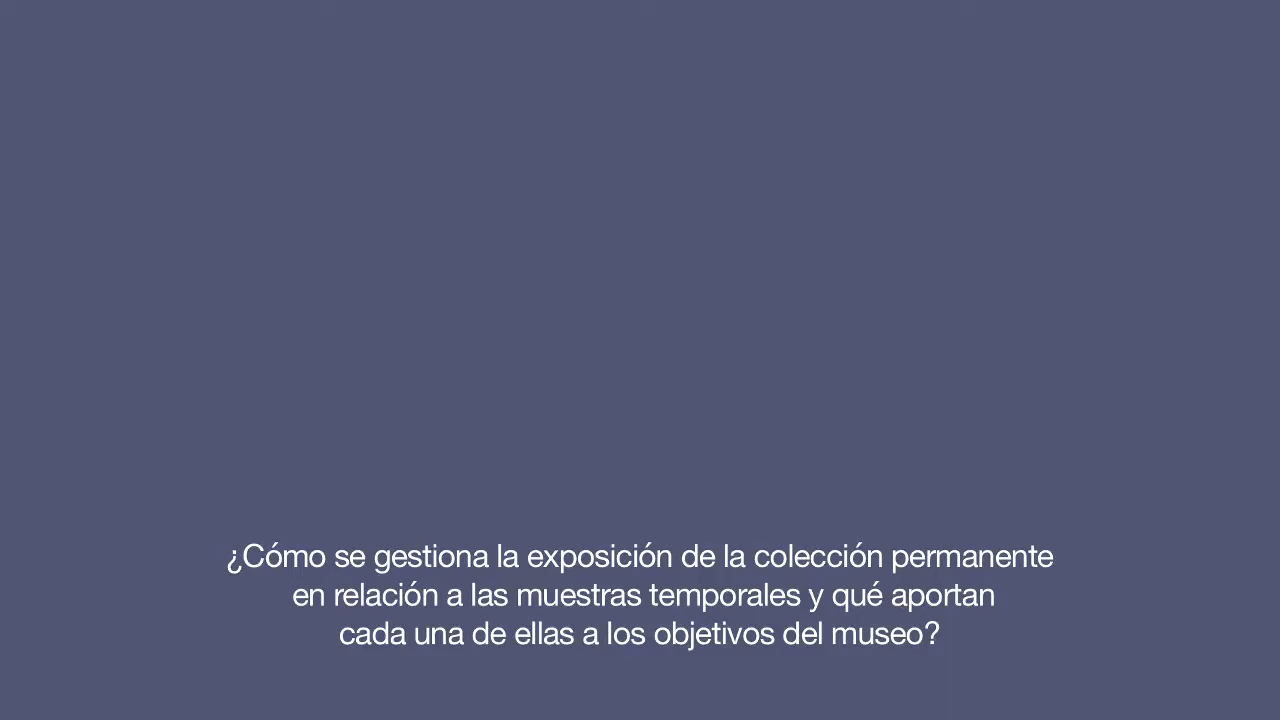 ¿Cómo se gestiona la exposición de la colección permanente
en relación a las muestras temporales y qué aportan
cada una de ellas a los objetivos del museo?